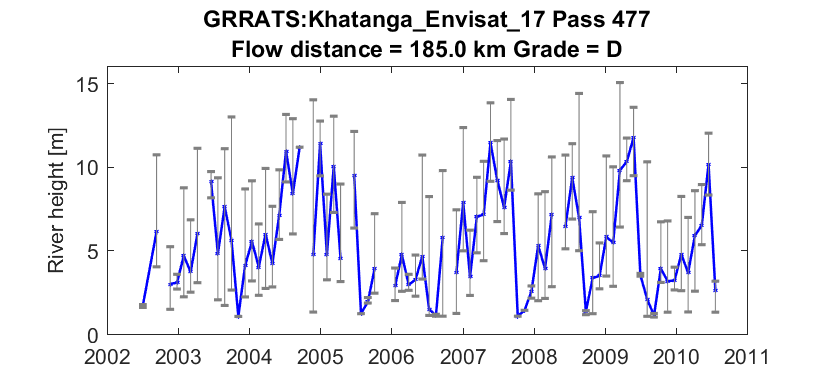 GRRATS:Khatanga_Envisat_17 Pass 477
Flow distance = 185.0 km Grade = D
River height [m]
15
10
5
0
2002 2003 2004 2005 2006 2007 2008 2009 2010 2011